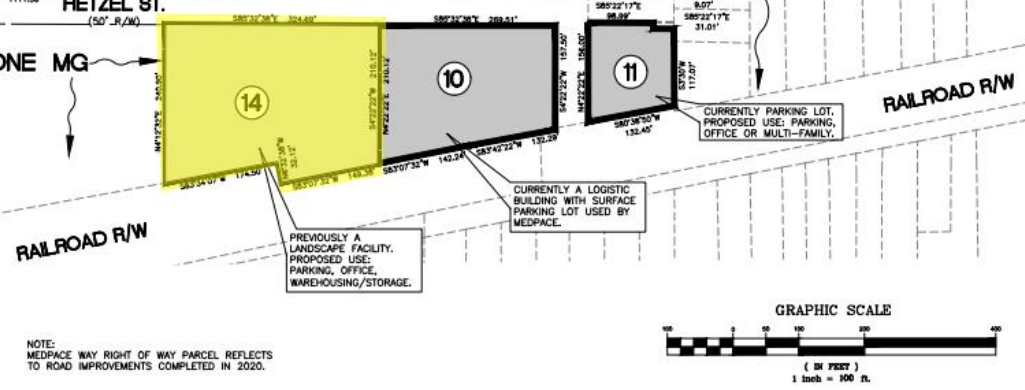 HETZEL ST.
(50' R/W)
S85°32'38"E 324.69'
S85°32'38"E 269.51'
S85°22'17"E
98.99'
9.07'
S85°22'17"E
31.01'
ONE MG
N4°12'32"E 240.90'
S4°22'22"W 210.12'
N4°22'22"E 210.12'
S4°22'22"W 157.50'
N4°22'22"E 156.00'
S3°30"W
117.07'
14
10
11
RAILROAD R/W
CURRENTLY PARKING LOT.
PROPOSED USE: PARKING,
OFFICE OR MULTI-FAMILY.
S80°38'50"W
132.45'
32.12'
S83°07'32"W 149.38'
S83°07'32"W 142.24'
S83°42'22"W 132.29'
174.50'
CURRENTLY A LOGISTIC
BUILDING WITH SURFACE
PARKING LOT USED BY
MEDPACE.
RAILROAD R/W
PREVIOUSLY A
LANDSCAPE FACILITY.
PROPOSED USE:
PARKING, OFFICE,
WAREHOUSING/STORAGE.
GRAPHIC SCALE
100 0 50 100 200 400
( IN FEET )
1 inch = 100 ft.
NOTE:
MEDPACE WAY RIGHT OF WAY PARCEL REFLECTS
TO ROAD IMPROVEMENTS COMPLETED IN 2020.